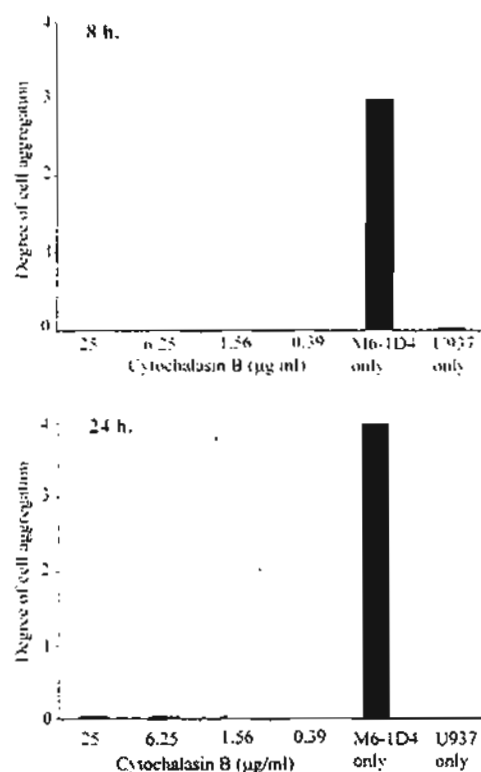 8 h.
4
3
2
3
0
Degree of cell aggregation
25 6.25 1.56 0.39 M6-1D4 only U937 only
Cytochalasin B (µg ml)
24 h.
4
3
2
1
0
Degree of cell aggregation
25 6.25 1.56 0.39 M6-1D4 only U937 only
Cytochalasin B (µg/ml)